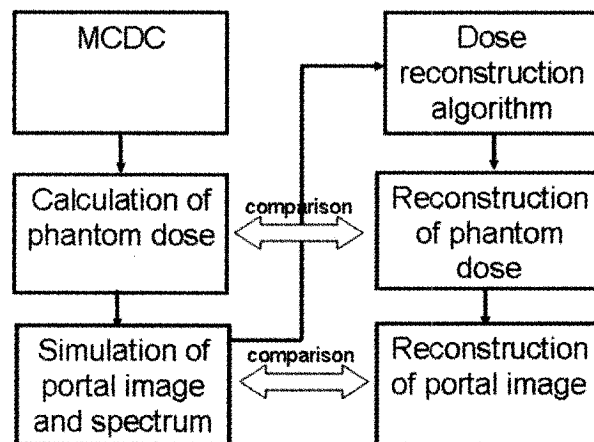 MCDC
Calculation of
phantom dose
Simulation of
portal image
and spectrum
comparison
comparison
Dose
reconstruction
algorithm
Reconstruction
of phantom
dose
Reconstruction
of portal image